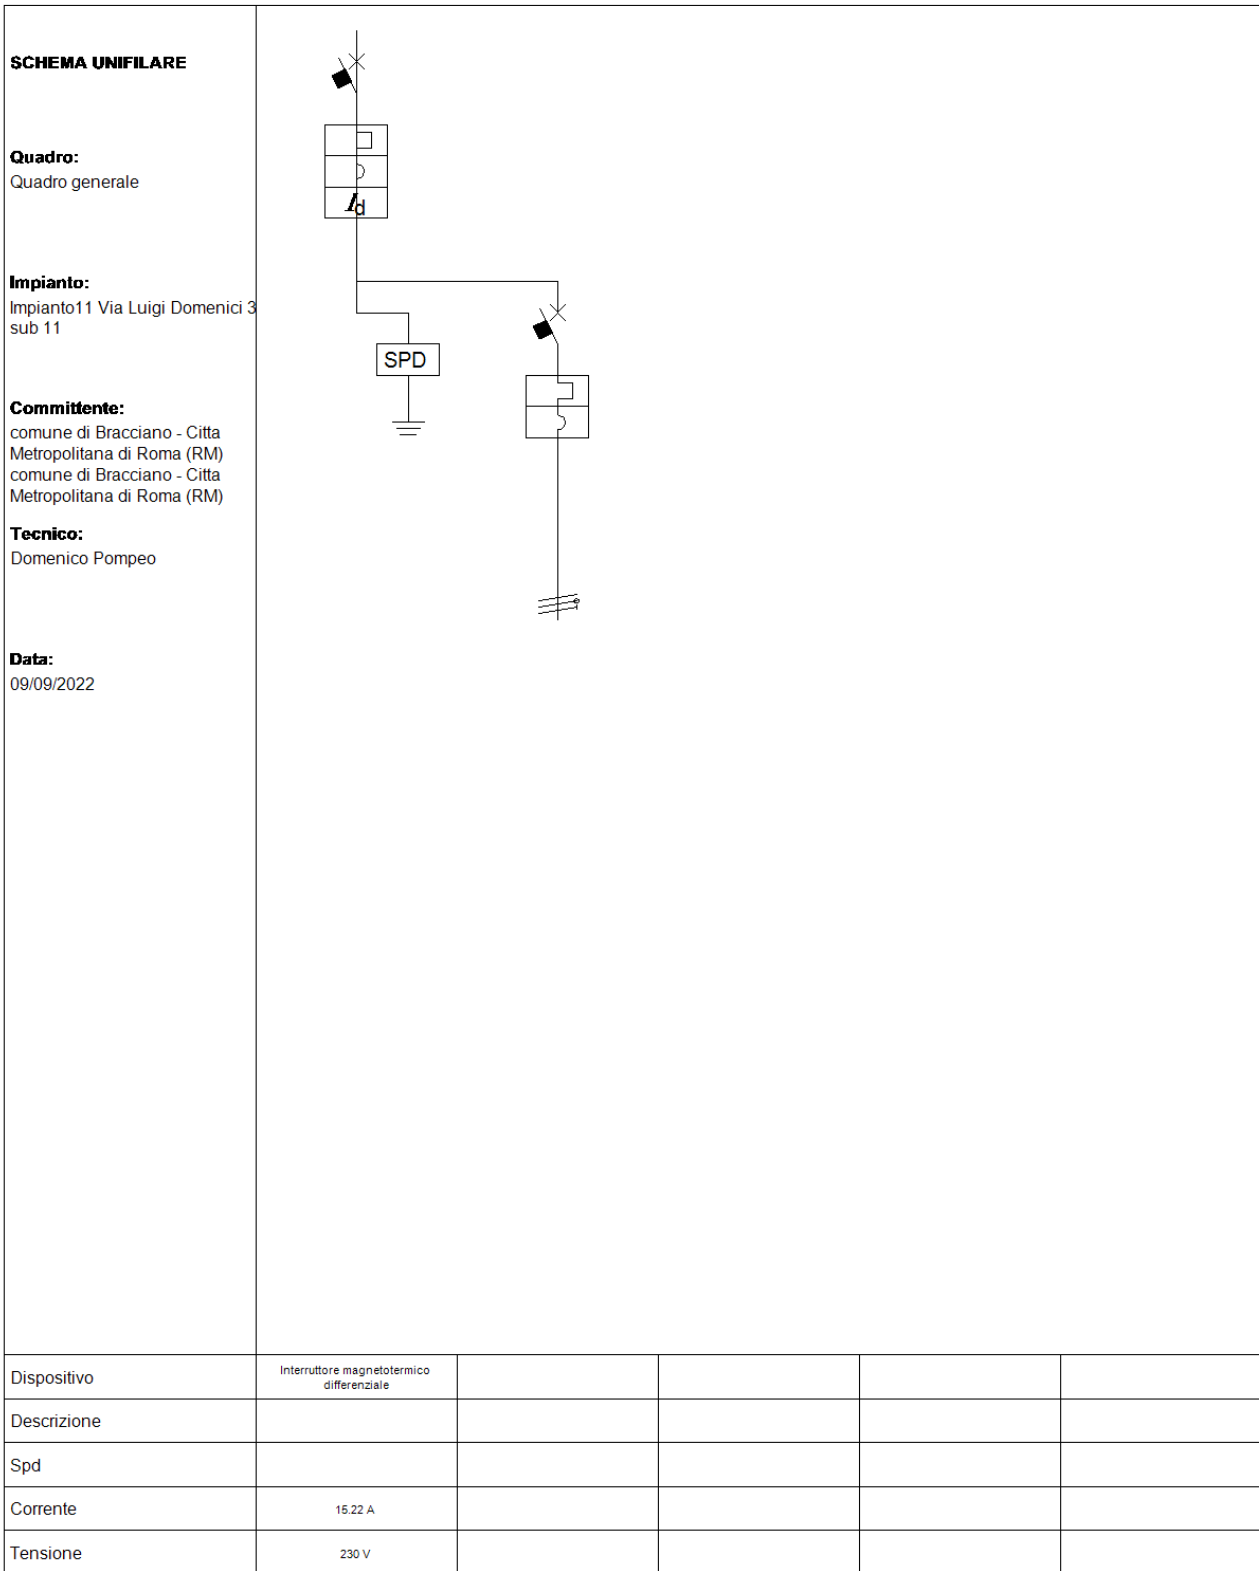 SCHEMA UNIFILARE
Quadro:
Quadro generale
Impianto:
Impianto11 Via Luigi Domenici 3
sub 11
Committente:
comune di Bracciano - Citta
Metropolitana di Roma (RM)
comune di Bracciano - Citta
Metropolitana di Roma (RM)
Tecnico:
Domenico Pompeo
Data:
09/09/2022
Id
SPD
Dispositivo
Interruttore magnetotermico
differenziale
Descrizione
Spd
Corrente
15.22 A
Tensione
230 V